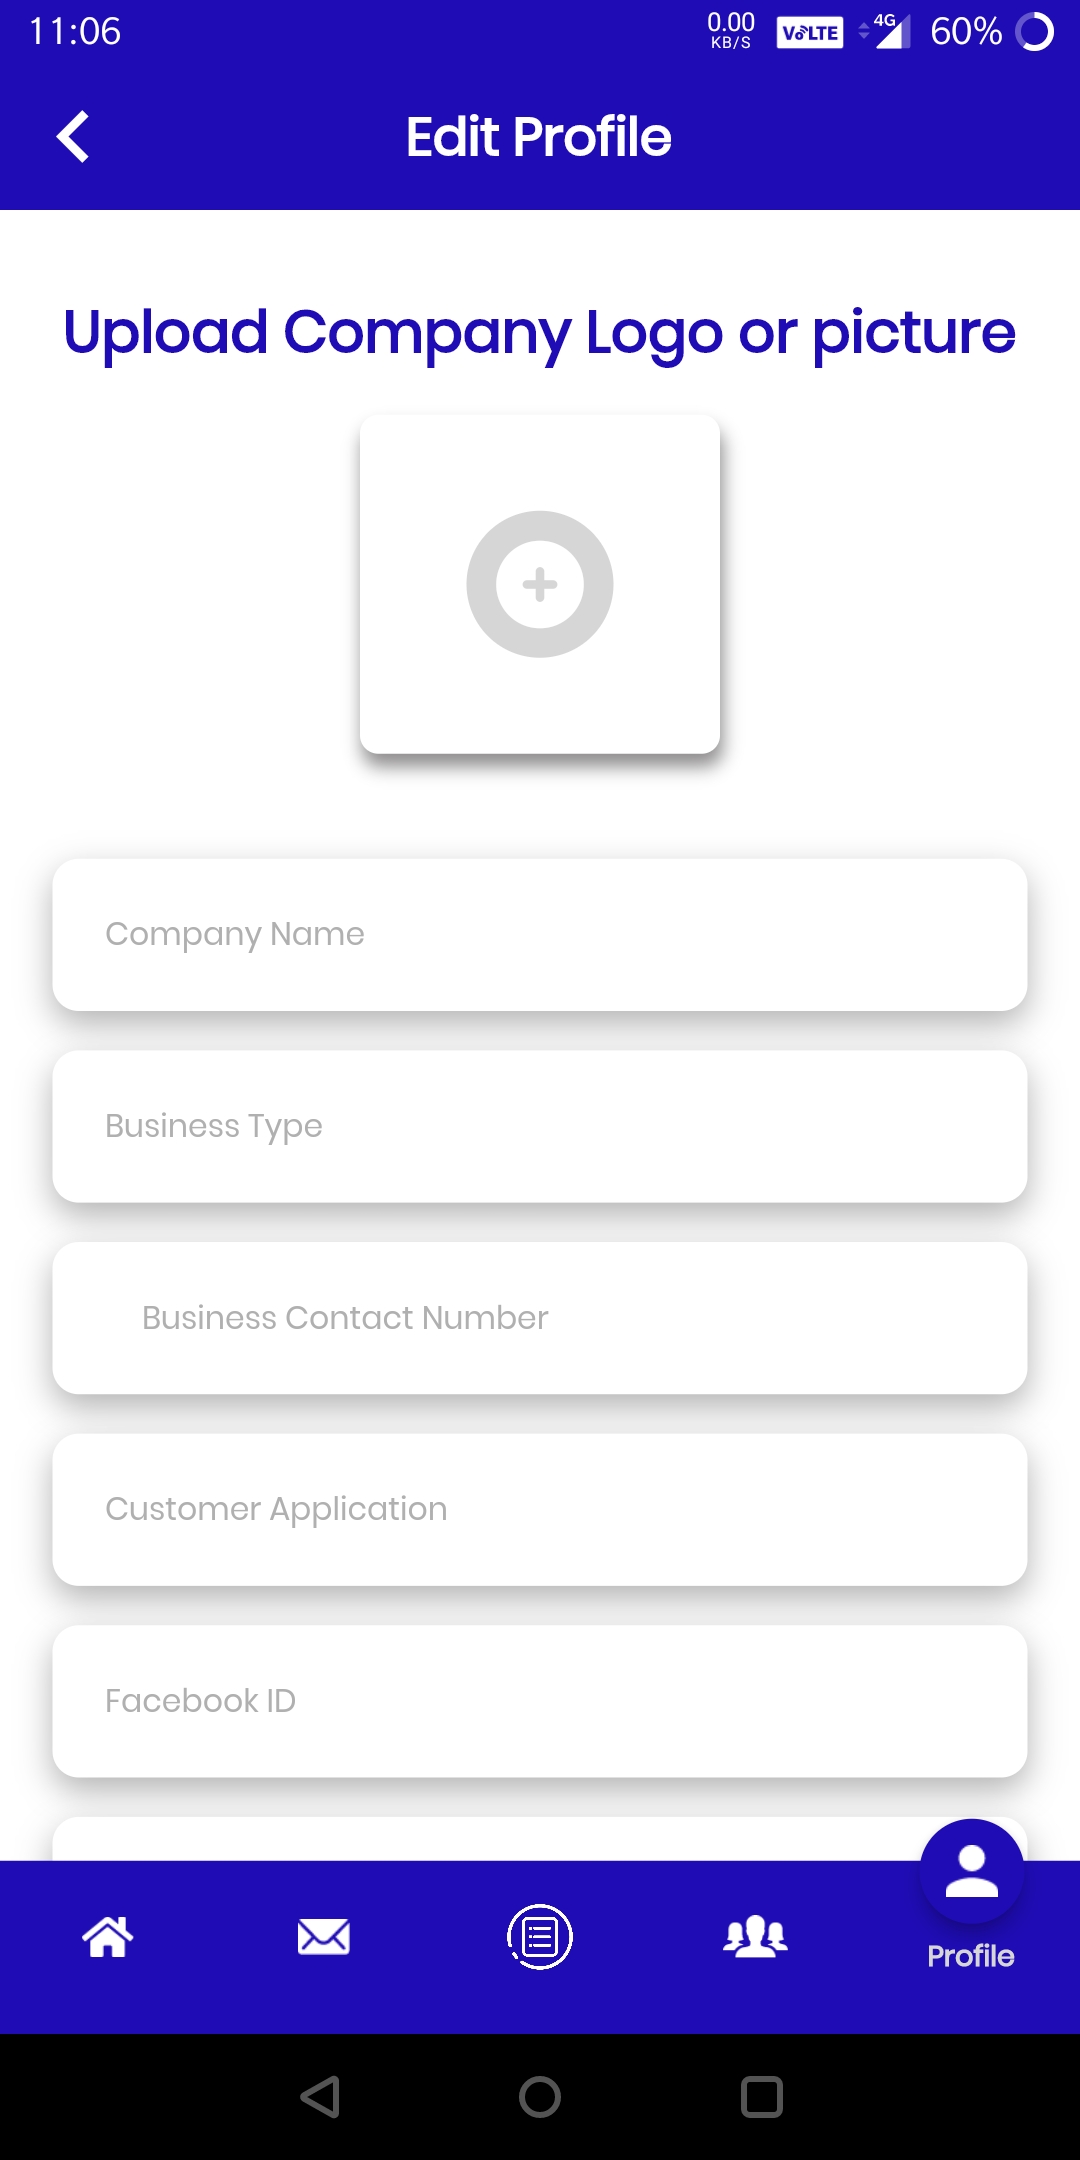 11:06
0.00
KB/S
VoLTE
4G
60%
Edit Profile
Upload Company Logo or picture
Company Name
Business Type
Business Contact Number
Customer Application
Facebook ID
Profile